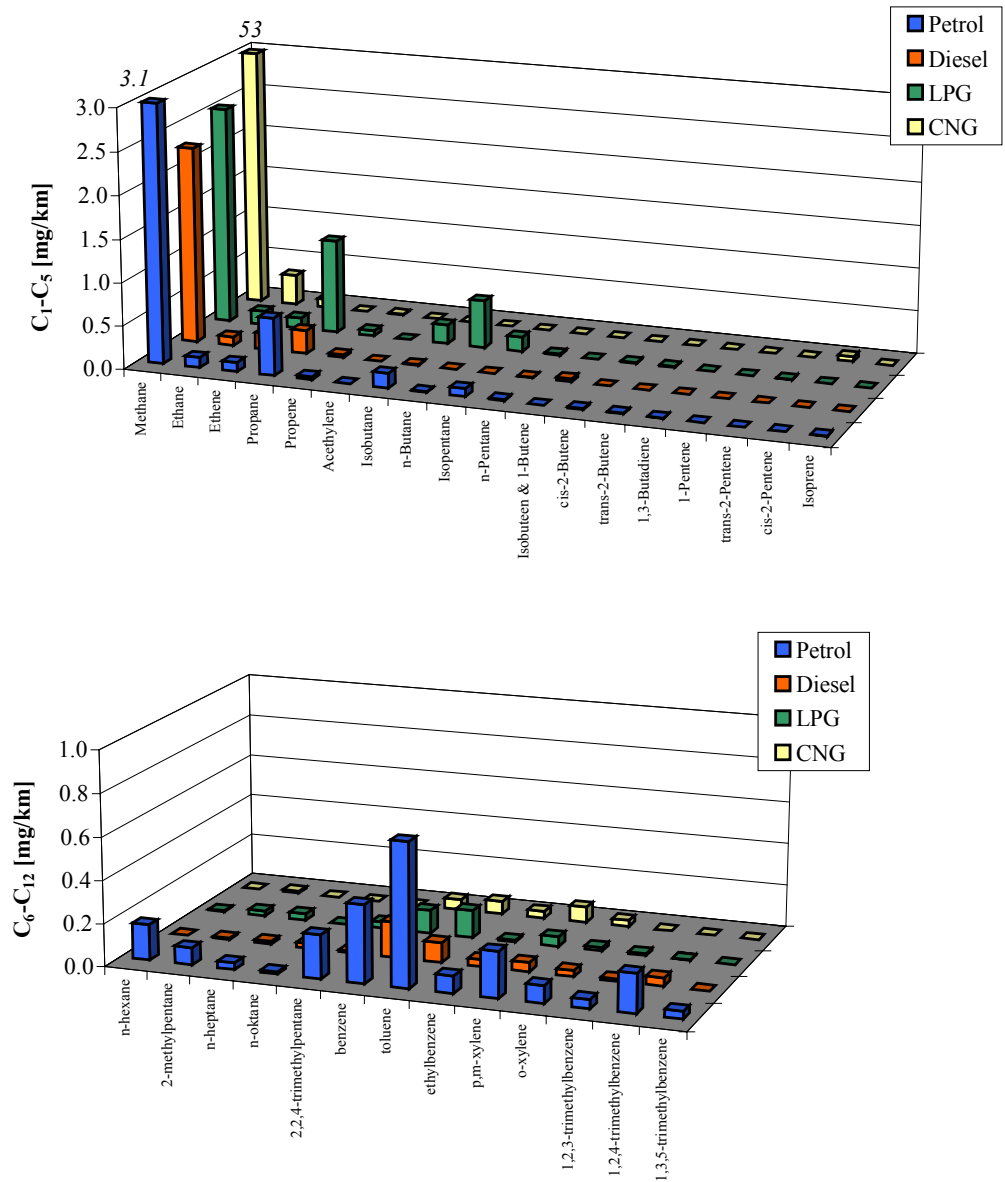 53
3.1
Petrol
Diesel
LPG
CNG
3.0
2.5
2.0
1.5
1.0
0.5
0.0
C₁-C₅ [mg/km]
Methane
Ethane
Ethene
Propane
Propene
Acethylene
Isobutane
n-Butane
Isopentane
n-Pentane
Isobuteen & 1-Butene
cis-2-Butene
trans-2-Butene
1,3-Butadiene
1-Pentene
trans-2-Pentene
cis-2-Pentene
Isoprene
Petrol
Diesel
LPG
CNG
1.0
0.8
0.6
0.4
0.2
0.0
C₆-C₁₂ [mg/km]
n-hexane
2-methylpentane
n-heptane
n-oktane
2,2,4-trimethylpentane
benzene
toluene
ethylbenzene
p,m-xylene
o-xylene
1,2,3-trimethylbenzene
1,2,4-trimethylbenzene
1,3,5-trimethylbenzene